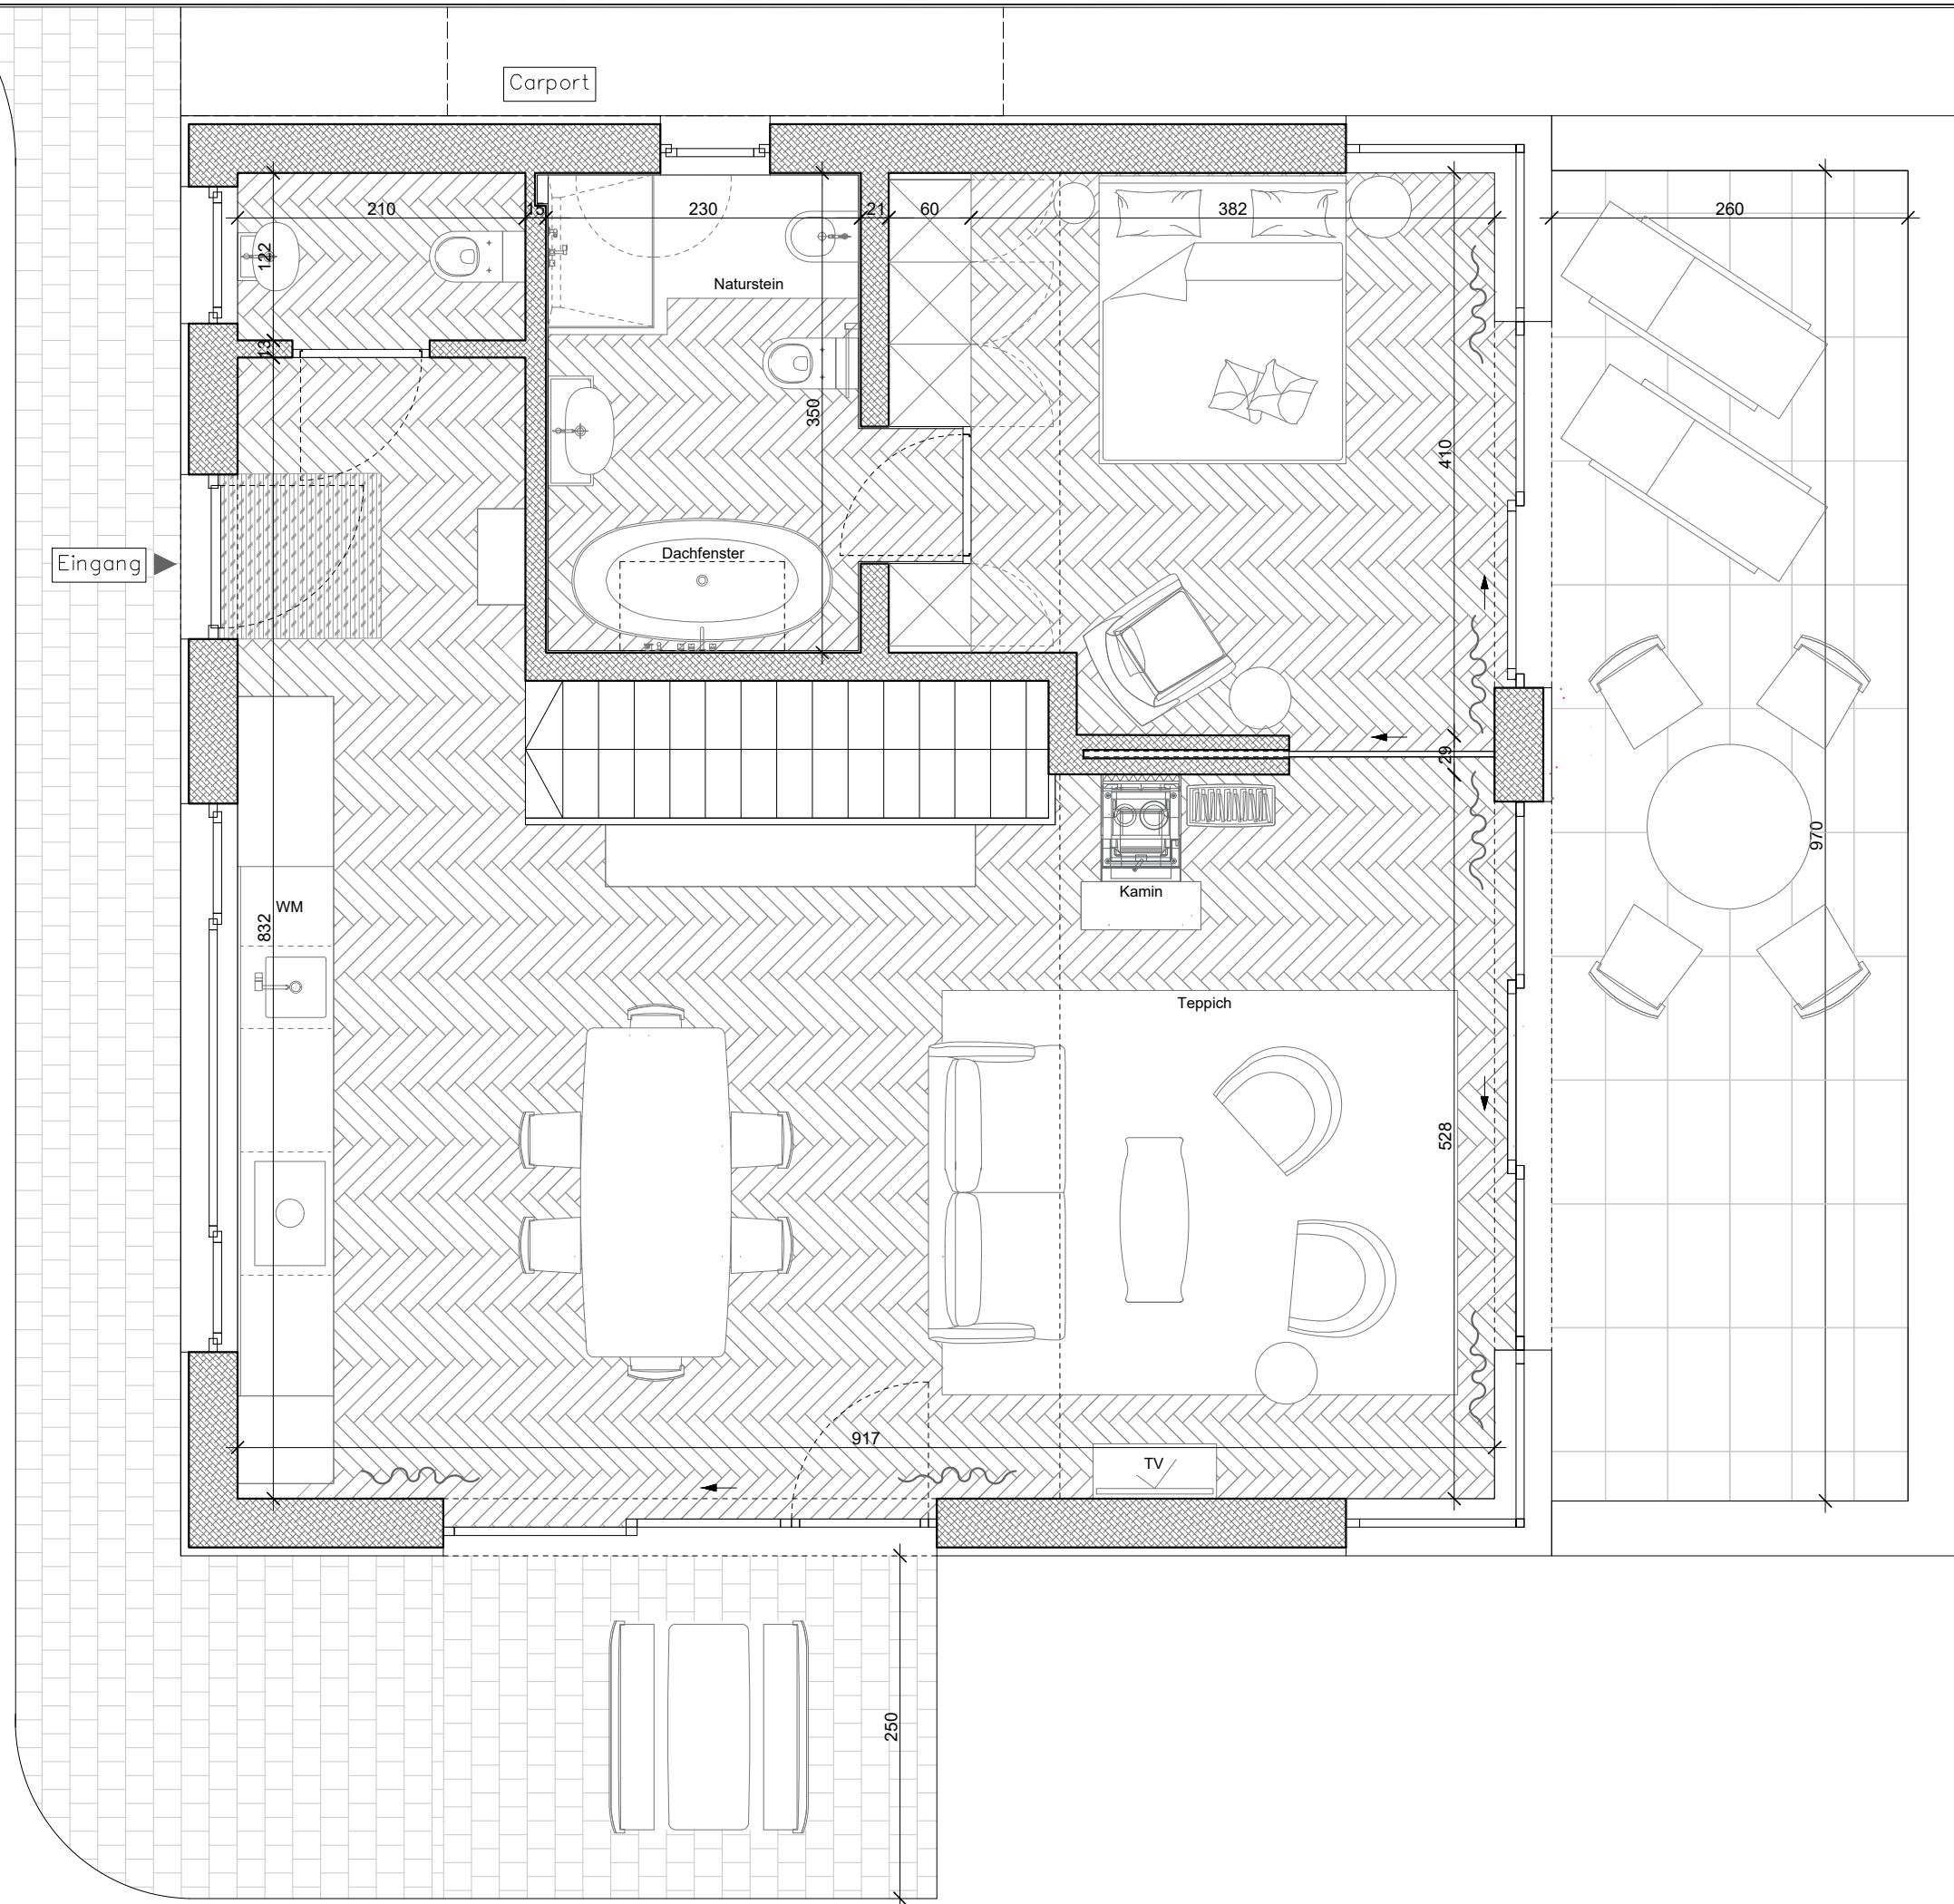 Carport
210
15
230
21
60
382
260
122
Naturstein
13
350
410
Dachfenster
Eingang
29
970
Kamin
WM
832
Teppich
528
917
TV
250